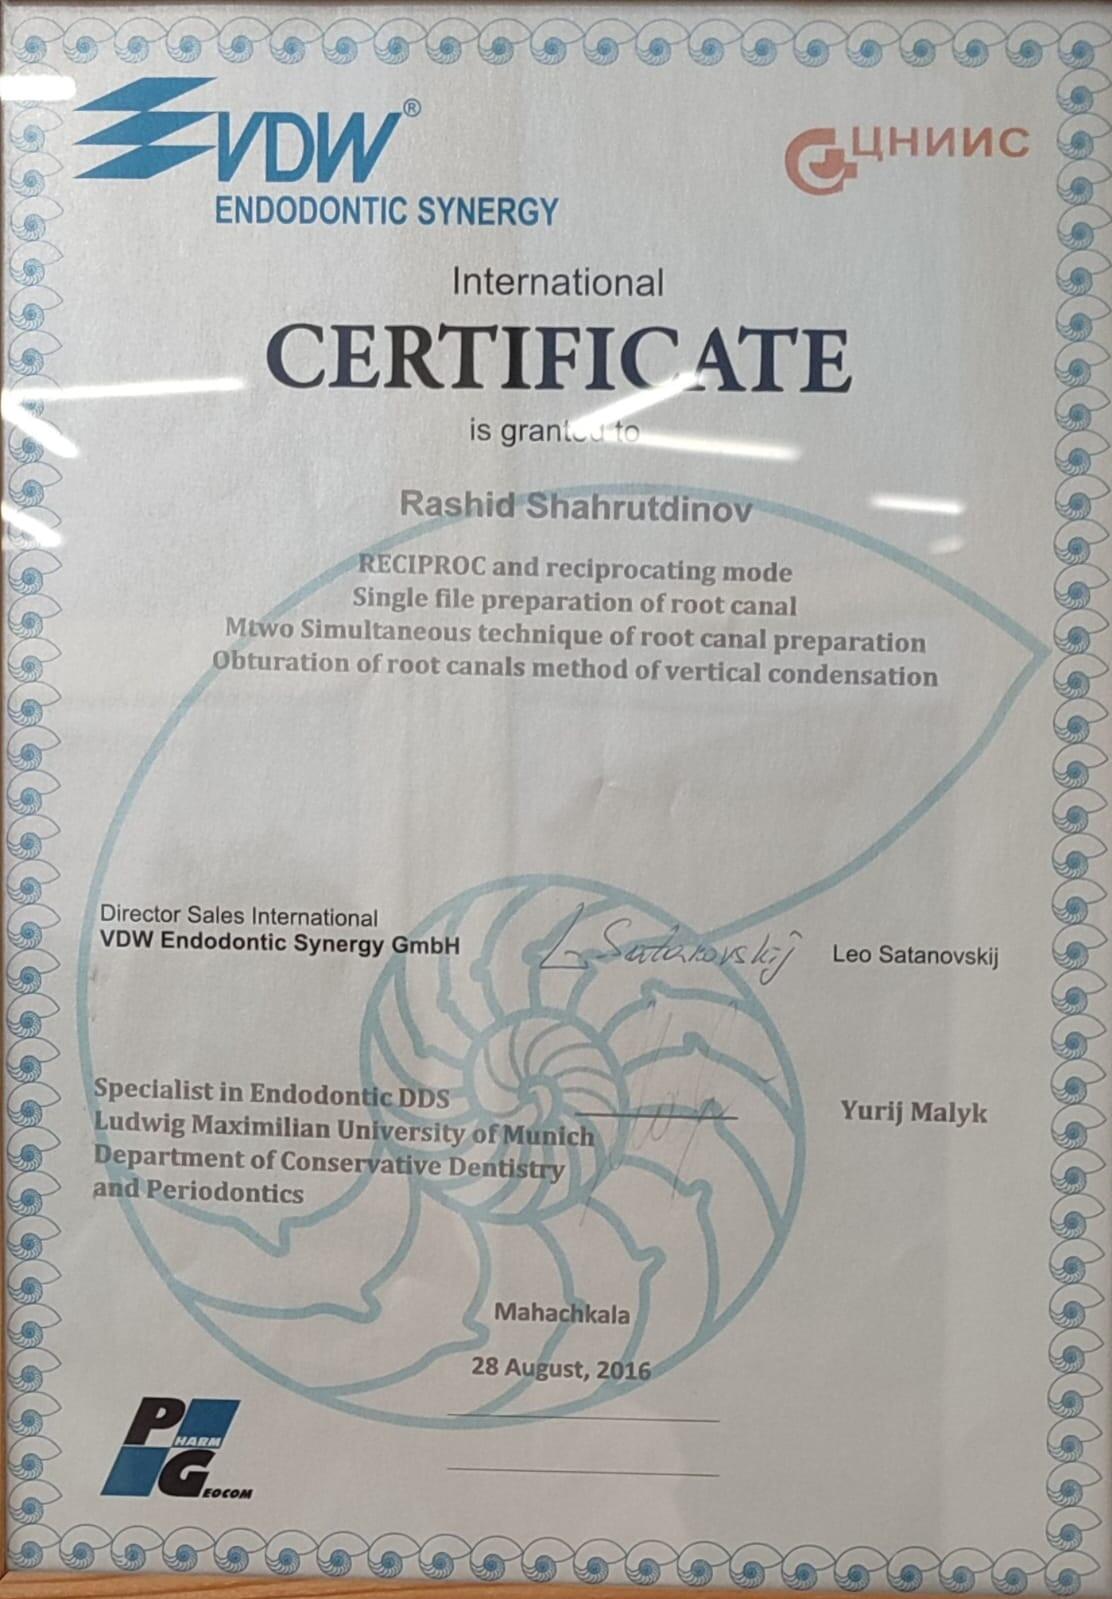 VDW®
ENDODONTIC SYNERGY
ЦНИИС
International
CERTIFICATE
is granted to
Rashid Shahrutdinov
RECIPROC and reciprocating mode
Single file preparation of root canal
Mtwo Simultaneous technique of root canal preparation
Obturation of root canals method of vertical condensation
Director Sales International
VDW Endodontic Synergy GmbH
L. Satanovskij
Leo Satanovskij
Specialist in Endodontic DDS
Ludwig Maximilian University of Munich
Department of Conservative Dentistry
and Periodontics
Yurij Malyk
Mahachkala
28 August, 2016
PHARM
GEOCOM